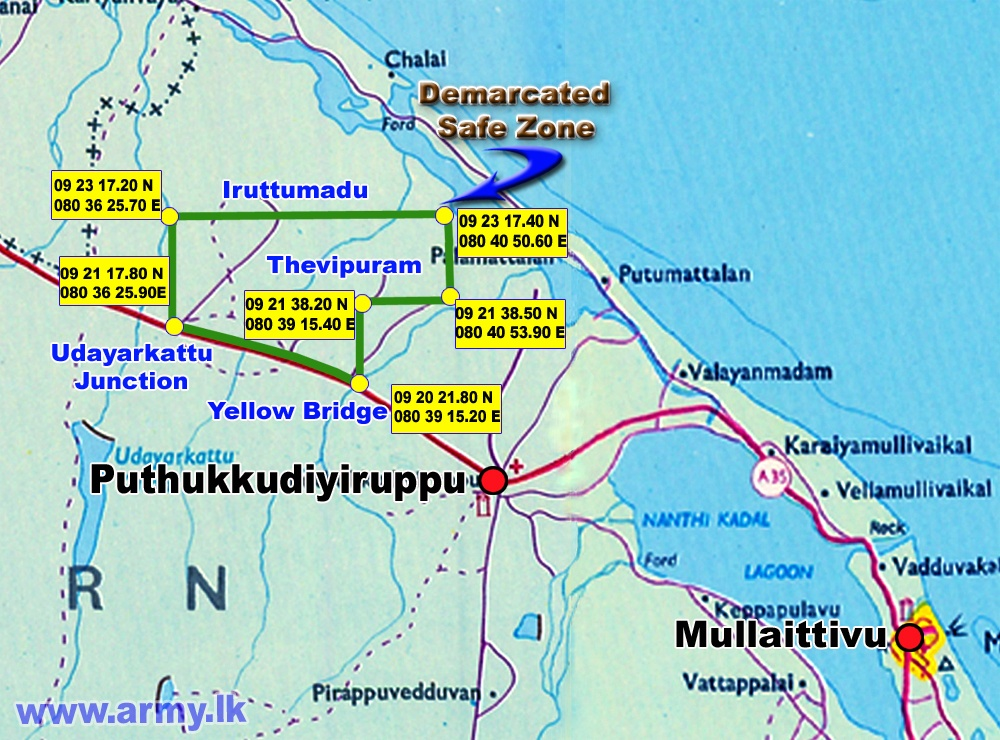 Chalai
Demarcated
Safe Zone
Ford
09 23 17.20 N
080 36 25.70 E
Iruttumadu
09 23 17.40 N
080 40 50.60 E
09 21 17.80 N
080 36 25.90E
Thevipuram
Putumattalan
09 21 38.20 N
080 39 15.40 E
09 21 38.50 N
080 40 53.90 E
Udayarkattu
Junction
Valayanmadam
Yellow Bridge
09 20 21.80 N
080 39 15.20 E
Karaiyamullivaikal
Udayarkattu
Puthukkudiyiruppu
A35
Vellamullivaikal
NANTHI KADAL
Rock
Ford
LAGOON
R N
Keppapulavu
Mullaittivu
Vattappalai
Piráppuvedduvan
www.army.lk